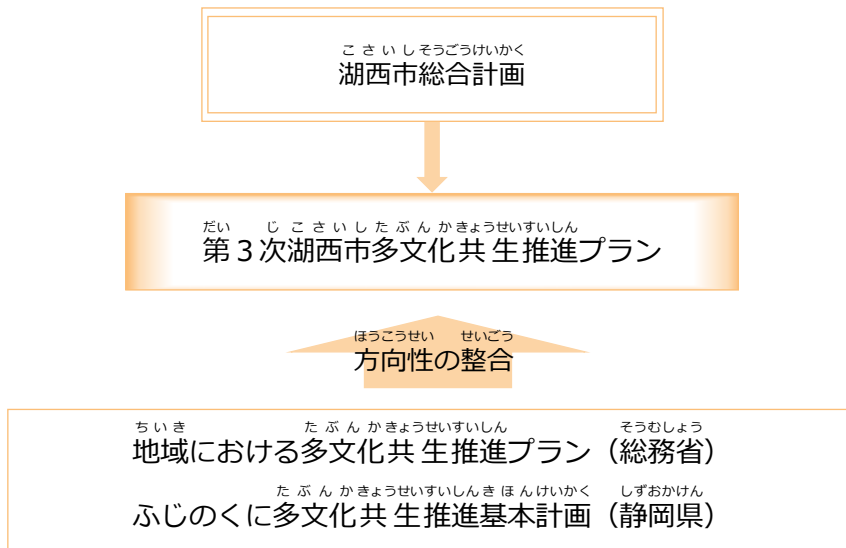 こさいしそうごうけいかく
湖西市総合計画
だい じこさいしたぶんかきょうせいすいしん
第3次湖西市多文化共生推進プラン
ほうこうせい せいごう
方向性の整合
ちいき たぶんかきょうせいすいしん そうむしょう
地域における多文化共生推進プラン（総務省）
たぶんかきょうせいすいしんきほんけいかく しずおかけん
ふじのくに多文化共生推進基本計画（静岡県）